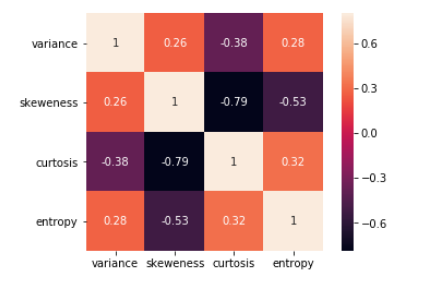 variance 1 0.26 -0.38 0.28 0.6
skeweness 0.26 1 -0.79 -0.53 0.3
0.0
curtosis -0.38 -0.79 1 0.32 -0.3
entropy 0.28 -0.53 0.32 1 -0.6
variance skeweness curtosis entropy